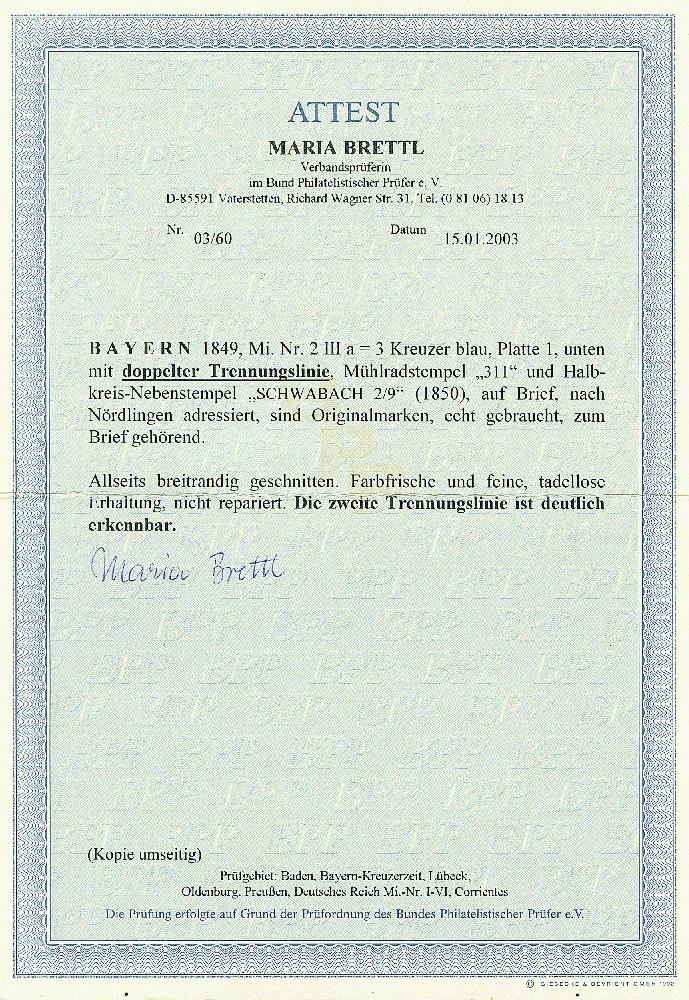 ATTEST
MARIA BRETTL
Verbandsprüferin
im Bund Philatelistischer Prüfer e. V.
D-85591 Vaterstetten, Richard Wagner Str. 31, Tel. (0 81 06) 18 13
Nr. 03/60 Datum 15.01.2003
BAYERN 1849, Mi. Nr. 2 III a = 3 Kreuzer blau, Platte 1, unten
mit doppelter Trennungslinie, Mühlradstempel „311“ und Halb-
kreis-Nebenstempel „SCHWABACH 2/9“ (1850), auf Brief, nach
Nördlingen adressiert, sind Originalmarken, echt gebraucht, zum
Brief gehörend.
Allseits breitrandig geschnitten. Farbfrische und feine, tadellose
Erhaltung, nicht repariert. Die zweite Trennungslinie ist deutlich
erkennbar.
Maria Brettl
(Kopie umseitig)
Prüfgebiet: Baden, Bayern-Kreuzerzeit, Lübeck,
Oldenburg, Preußen, Deutsches Reich Mi.-Nr. I-VI, Corrientes
Die Prüfung erfolgte auf Grund der Prüfordnung des Bundes Philatelistischer Prüfer e.V.
© GIESECKE & DEVRIENT GMBH 1992